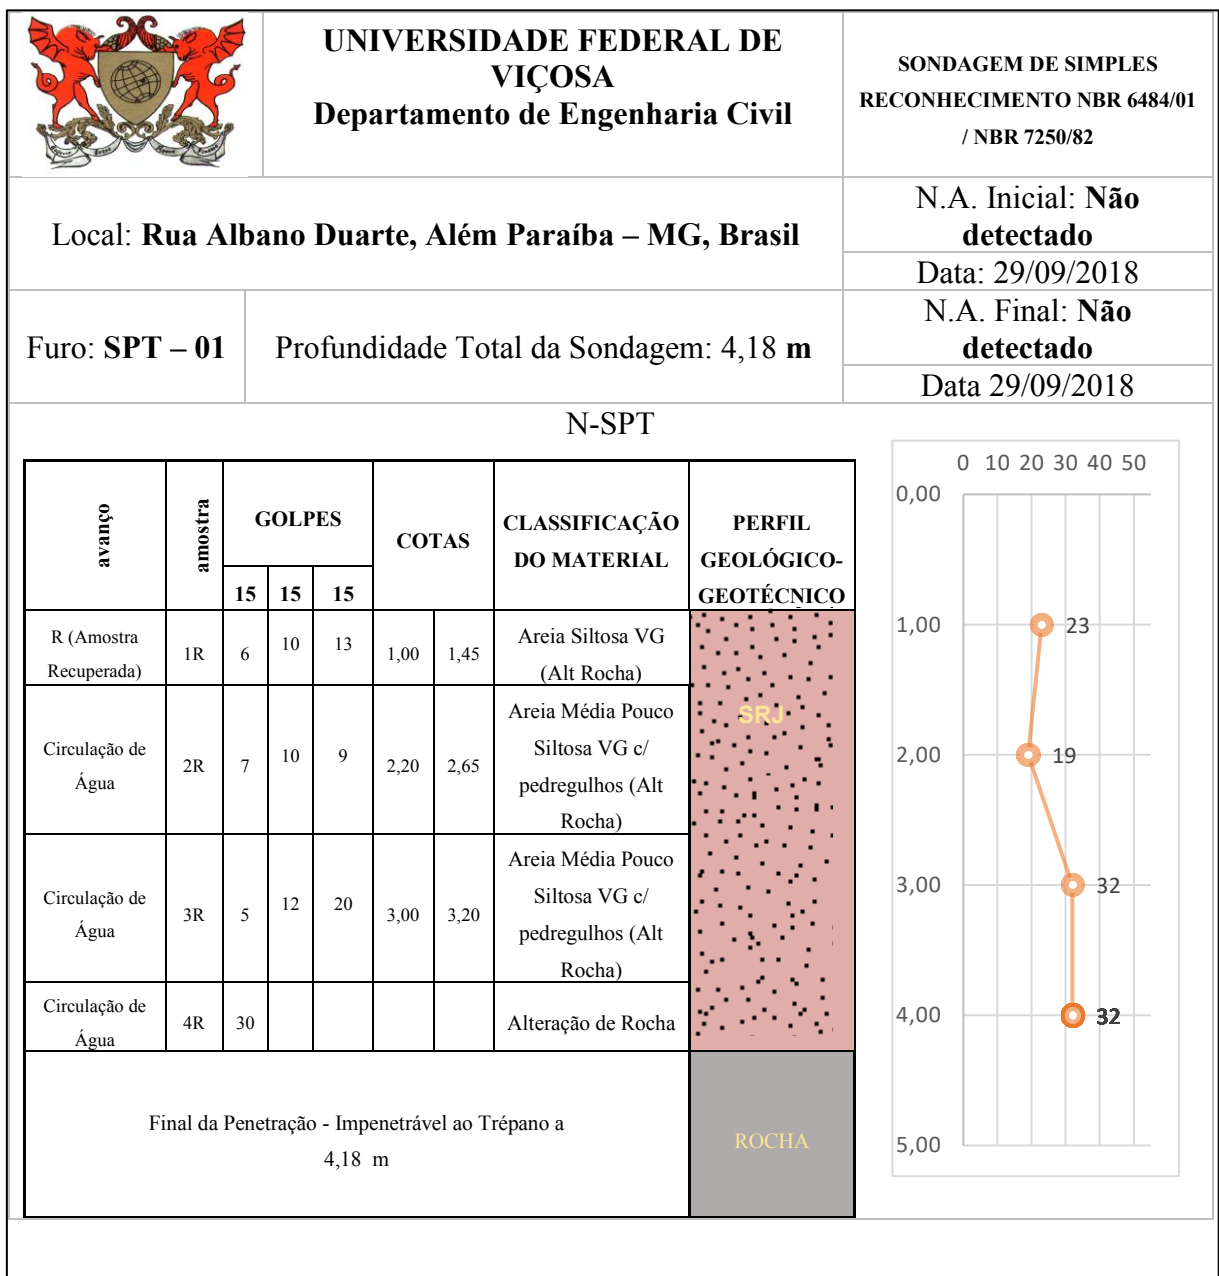 UNIVERSIDADE FEDERAL DE
VIÇOSA
Departamento de Engenharia Civil
SONDAGEM DE SIMPLES
RECONHECIMENTO NBR 6484/01
/ NBR 7250/82
Local: Rua Albano Duarte, Além Paraíba – MG, Brasil
N.A. Inicial: Não
detectado
Data: 29/09/2018
Furo: SPT – 01
Profundidade Total da Sondagem: 4,18 m
N.A. Final: Não
detectado
Data 29/09/2018
N-SPT
avanço
amostra
GOLPES
15 15 15
COTAS
CLASSIFICAÇÃO
DO MATERIAL
PERFIL
GEOLÓGICO-
GEOTÉCNICO
R (Amostra
Recuperada)
1R
6
10
13
1,00
1,45
Areia Siltosa VG
(Alt Rocha)
Circulação de
Água
2R
7
10
9
2,20
2,65
Areia Média Pouco
Siltosa VG c/
pedregulhos (Alt
Rocha)
SRJ
Circulação de
Água
3R
5
12
20
3,00
3,20
Areia Média Pouco
Siltosa VG c/
pedregulhos (Alt
Rocha)
Circulação de
Água
4R
30
Alteração de Rocha
Final da Penetração - Impenetrável ao Trépano a
4,18 m
ROCHA
0 10 20 30 40 50
0,00
1,00
23
2,00
19
3,00
32
4,00
32
5,00